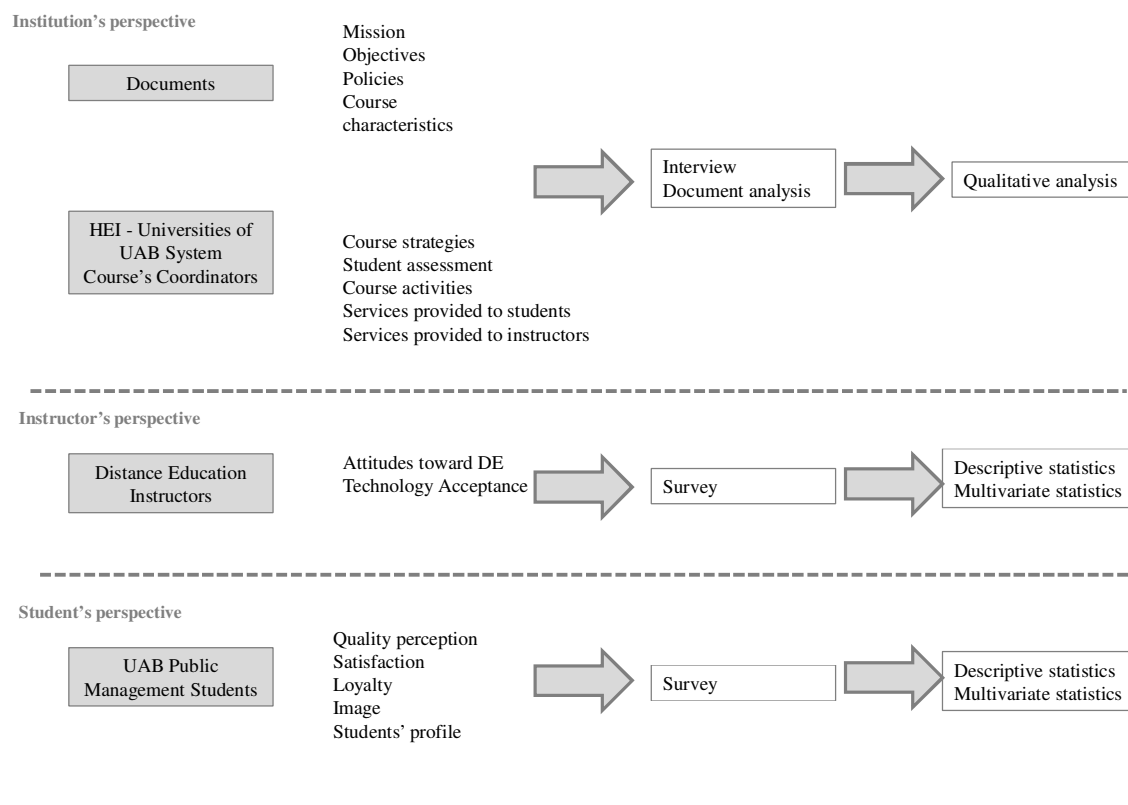 Institution’s perspective
Documents
Mission
Objectives
Policies
Course
characteristics
HEI - Universities of
UAB System
Course’s Coordinators
Course strategies
Student assessment
Course activities
Services provided to students
Services provided to instructors
Interview
Document analysis
Qualitative analysis
Instructor’s perspective
Distance Education
Instructors
Attitudes toward DE
Technology Acceptance
Survey
Descriptive statistics
Multivariate statistics
Student’s perspective
UAB Public
Management Students
Quality perception
Satisfaction
Loyalty
Image
Students’ profile
Survey
Descriptive statistics
Multivariate statistics